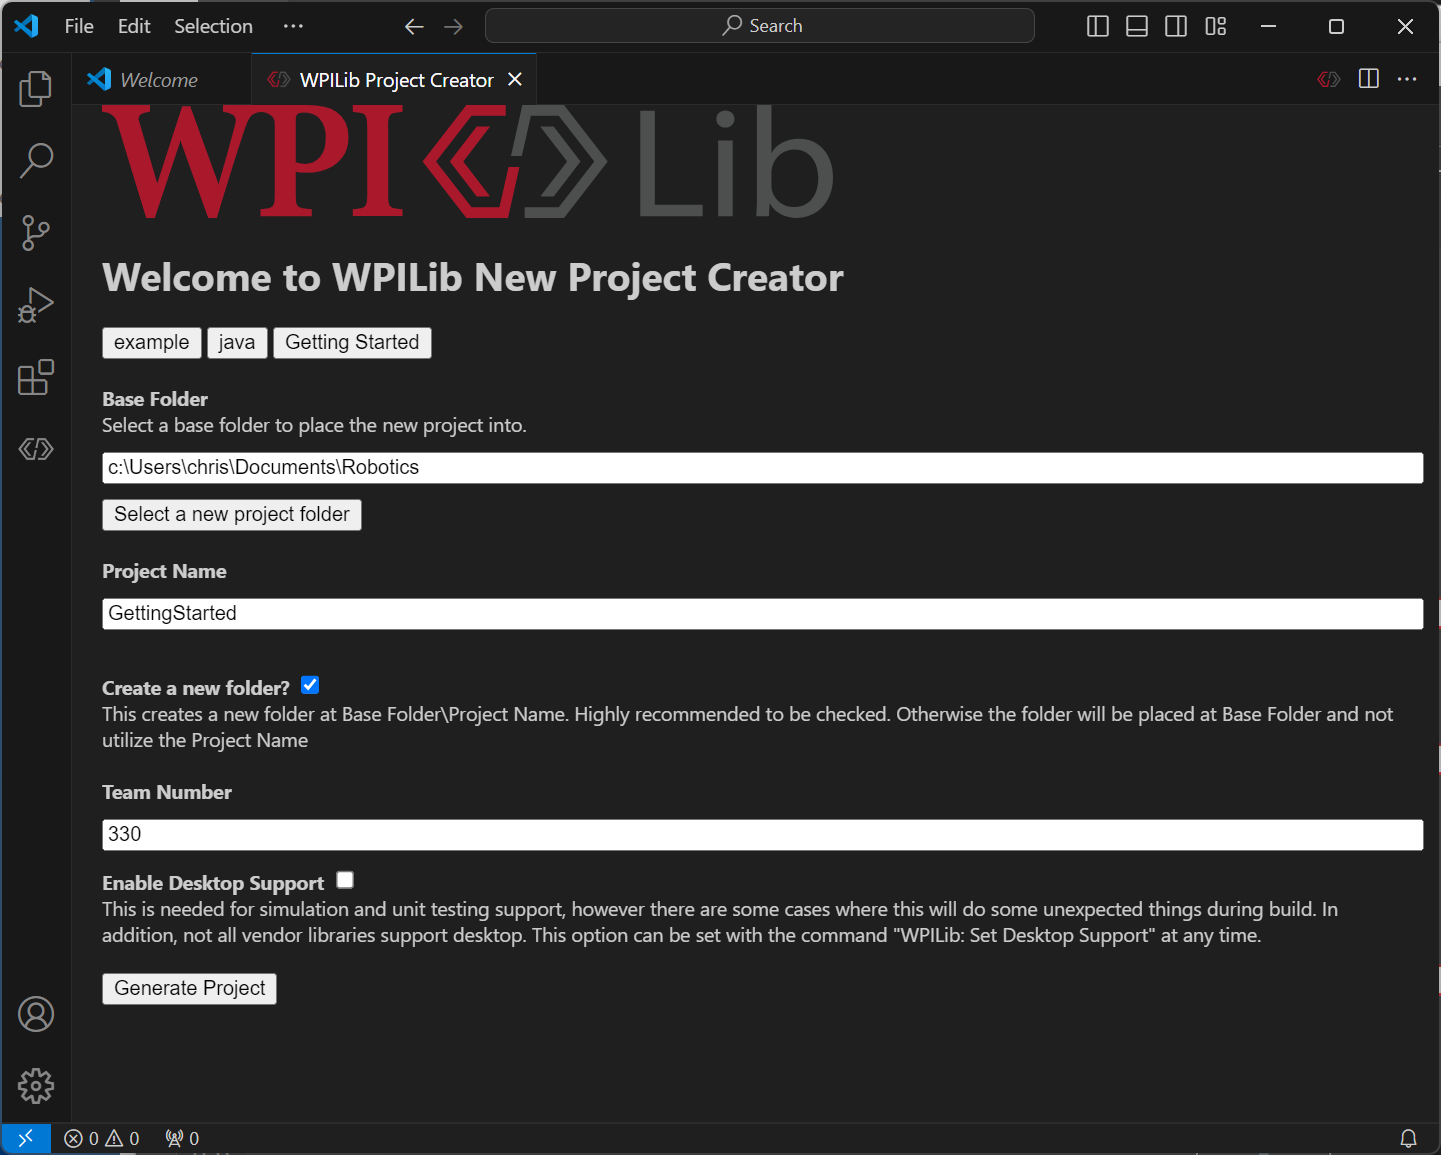 File Edit Selection ··· Search
Welcome WPILib Project Creator
WPI Lib
Welcome to WPILib New Project Creator
example java Getting Started
Base Folder
Select a base folder to place the new project into.
c:\Users\chris\Documents\Robotics
Select a new project folder
Project Name
GettingStarted
Create a new folder?
This creates a new folder at Base Folder\Project Name. Highly recommended to be checked. Otherwise the folder will be placed at Base Folder and not
utilize the Project Name
Team Number
330
Enable Desktop Support
This is needed for simulation and unit testing support, however there are some cases where this will do some unexpected things during build. In
addition, not all vendor libraries support desktop. This option can be set with the command "WPILib: Set Desktop Support" at any time.
Generate Project
0 0 0